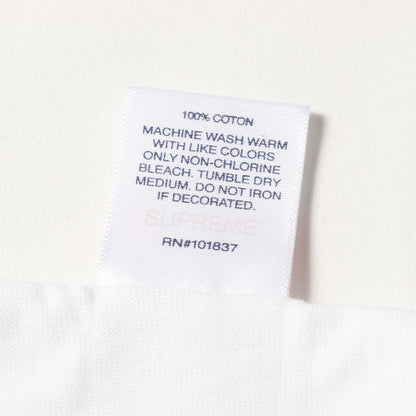 100% COTON
MACHINE WASH WARM
WITH LIKE COLORS
ONLY NON-CHLORINE
BLEACH. TUMBLE DRY
MEDIUM. DO NOT IRON
IF DECORATED.
SUPREME
RN#101837